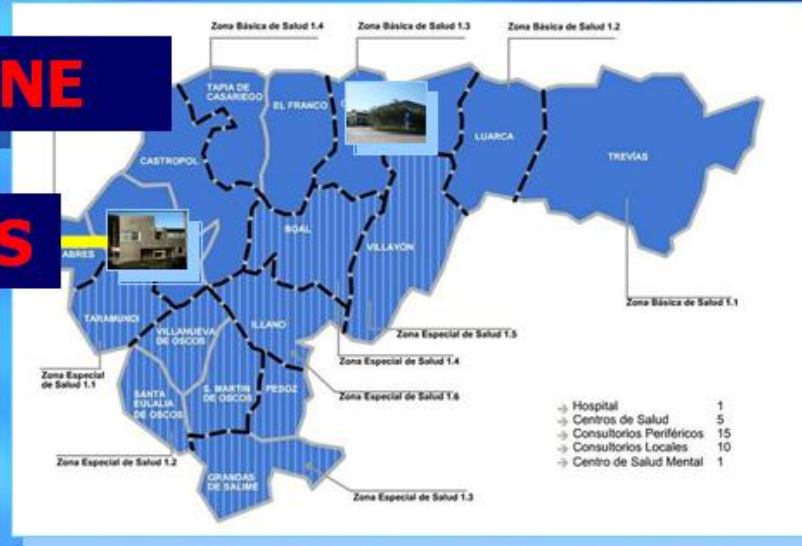 Zona Básica de Salud 1.4
Zona Básica de Salud 1.3
Zona Básica de Salud 1.2
NE
TAPIA DE
CASARIEGO
EL FRANCO
LUARCA
TREVÍAS
CASTROPOL
S
ABRES
BOAL
VILLAYÓN
Zona Básica de Salud 1.1
TARAMUNDI
VILLANUEVA
DE OSCOS
ILLANO
Zona Especial de Salud 1.5
Zona Especial de Salud 1.4
Zona Especial
de Salud 1.1
SANTA
EULALIA
DE OSCOS
S. MARTIN
DE OSCOS
PEDOZ
Zona Especial de Salud 1.6
Hospital 1
Centros de Salud 5
Consultorios Periféricos 15
Consultorios Locales 10
Centro de Salud Mental 1
Zona Especial de Salud 1.2
GRANDAS
DE SALIME
Zona Especial de Salud 1.3